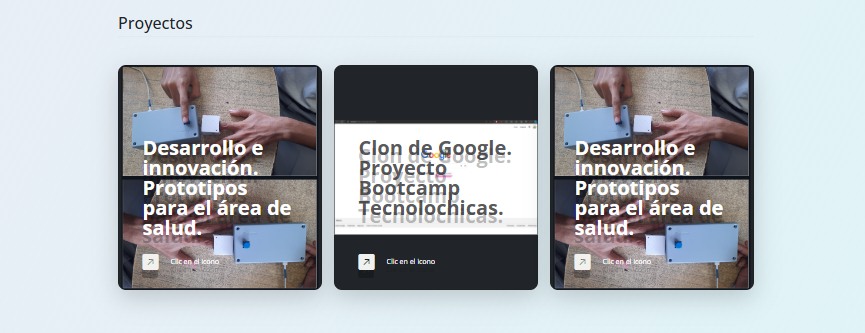 Proyectos
Desarrollo e
innovación.
Prototipos
para el área de
salud.
Clic en el icono
Clon de Google.
Proyecto
Bootcamp
Tecnolochicas.
Clic en el icono
Desarrollo e
innovación.
Prototipos
para el área de
salud.
Clic en el icono